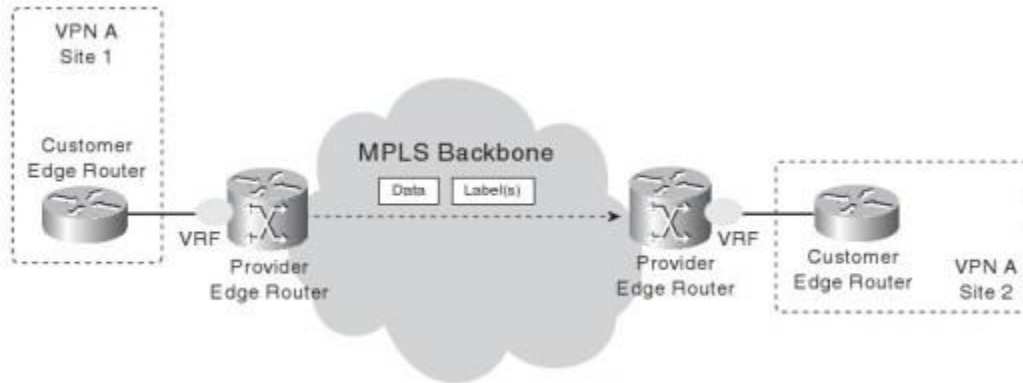 VPN A
Site 1
Customer
Edge Router
VRF
Provider
Edge Router
MPLS Backbone
Data
Label(s)
Provider
Edge Router
VRF
Customer
Edge Router
VPN A
Site 2